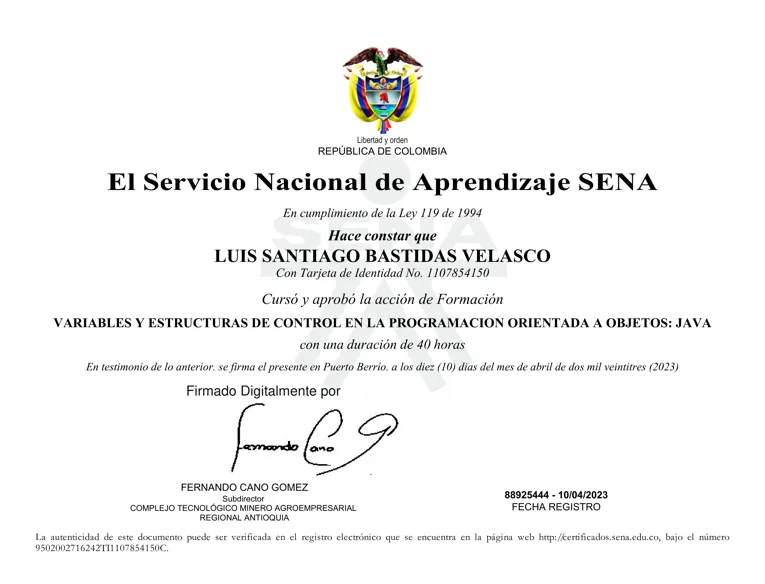 Libertad y orden
REPÚBLICA DE COLOMBIA
El Servicio Nacional de Aprendizaje SENA
En cumplimiento de la Ley 119 de 1994
SENA
Hace constar que
LUIS SANTIAGO BASTIDAS VELASCO
Con Tarjeta de Identidad No. 1107854150
Cursó y aprobó la acción de Formación
VARIABLES Y ESTRUCTURAS DE CONTROL EN LA PROGRAMACION ORIENTADA A OBJETOS: JAVA
con una duración de 40 horas
En testimonio de lo anterior. se firma el presente en Puerto Berrío. a los diez (10) dias del mes de abril de dos mil veintitres (2023)
Firmado Digitalmente por
Fernando Cano G
FERNANDO CANO GOMEZ
Subdirector
COMPLEJO TECNOLÓGICO MINERO AGROEMPRESARIAL
REGIONAL ANTIOQUIA
88925444 - 10/04/2023
FECHA REGISTRO
La autenticidad de este documento puede ser verificada en el registro electrónico que se encuentra en la página web http://certificados.sena.edu.co, bajo el número
9502002716242TI1107854150C.